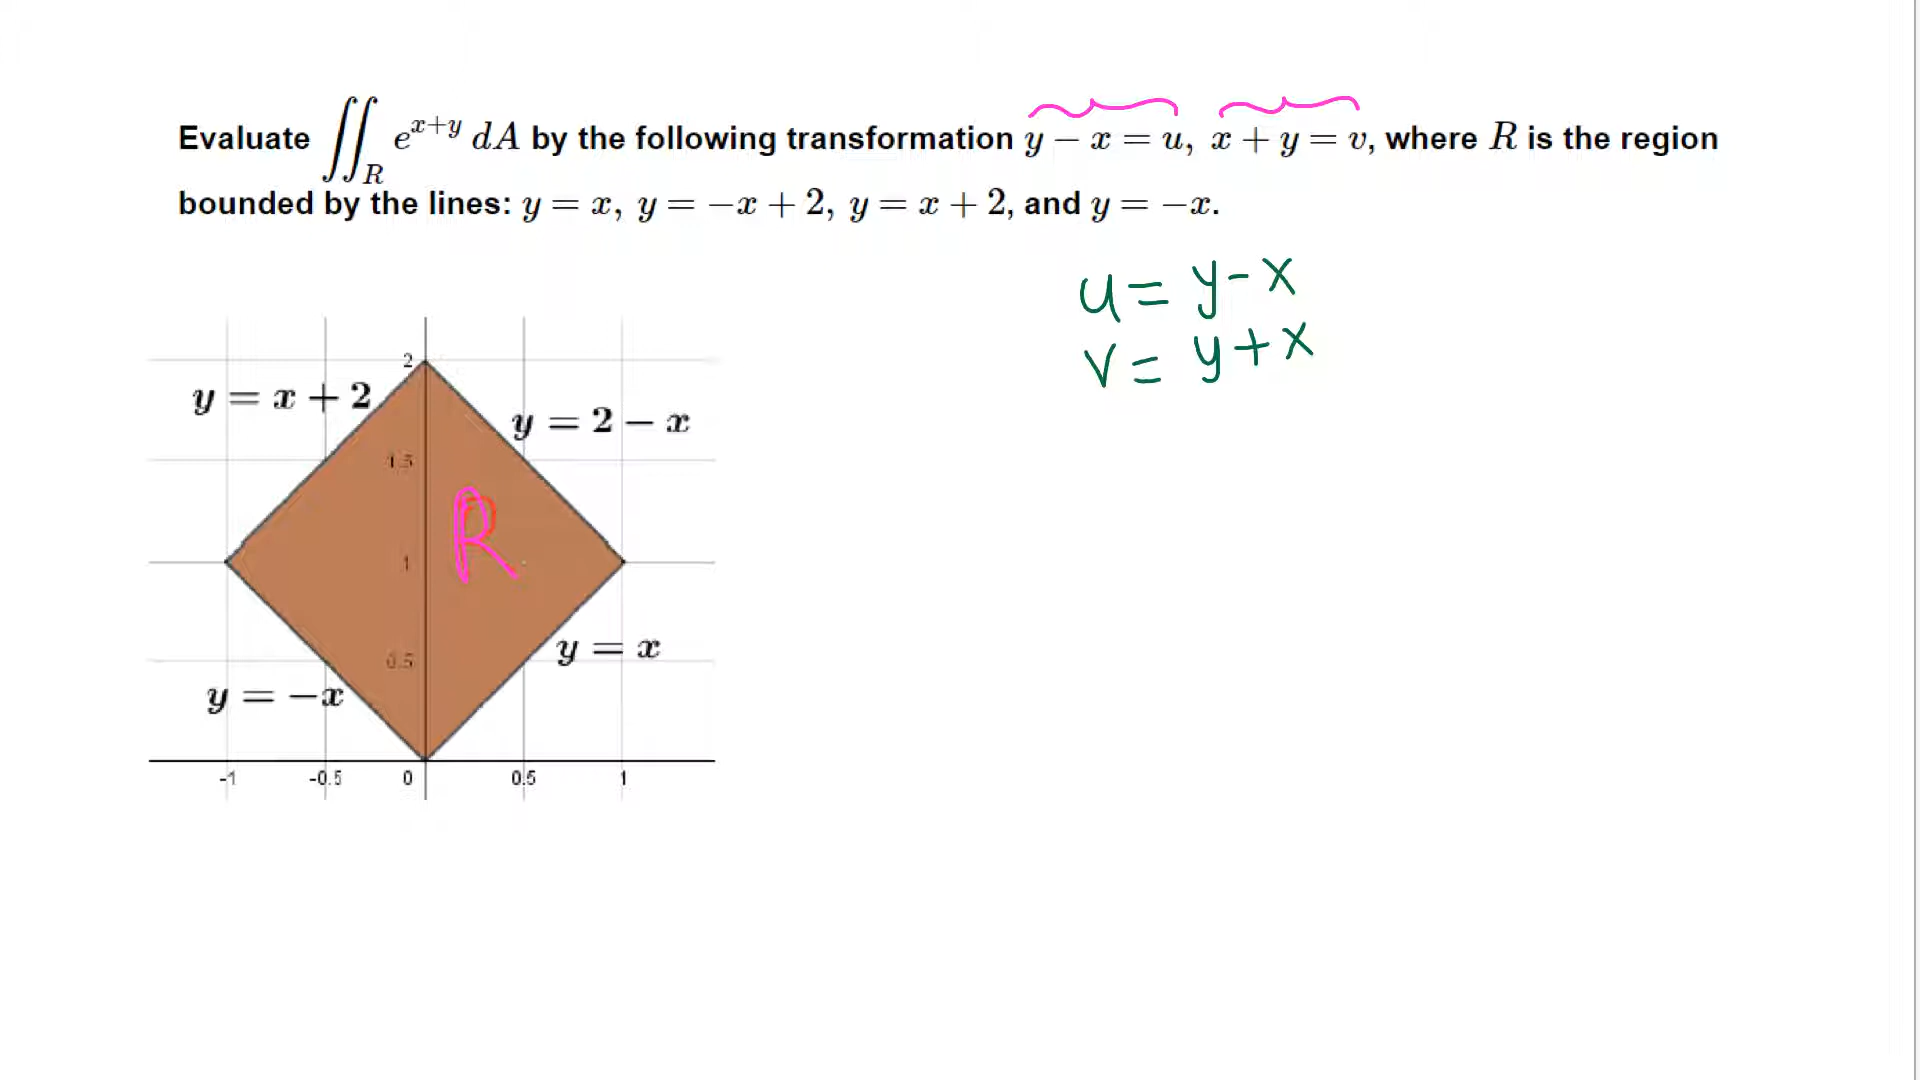 Evaluate ∬_R e^{x+y} dA by the following transformation y − x = u, x + y = v, where R is the region
bounded by the lines: y = x, y = −x + 2, y = x + 2, and y = −x.
u = y - x
v = y + x
2
y = x + 2
y = 2 − x
1.5
R
1
y = x
0.5
y = −x
-1 -0.5 0 0.5 1